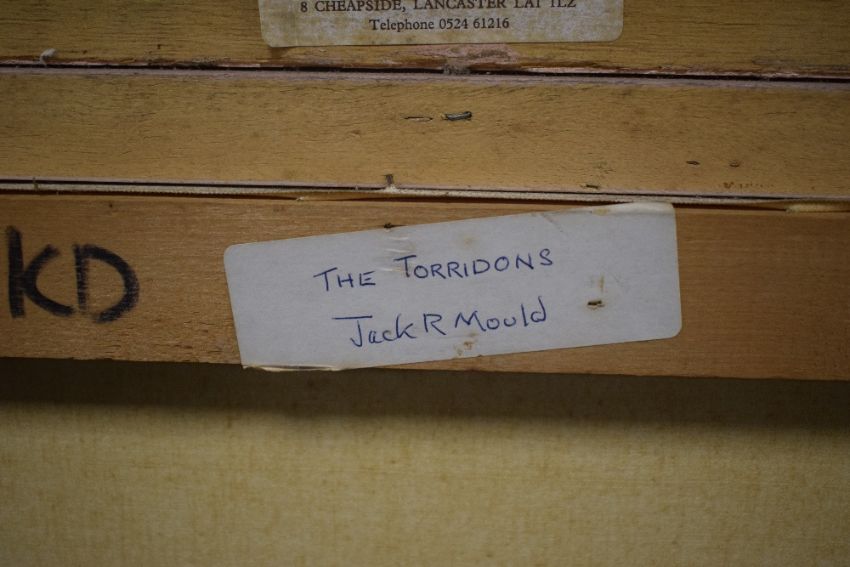 8 CHEAPSIDE, LANCASTER LA1 1LZ
Telephone 0524 61216
KD
THE TORRIDONS
Jack R Mould